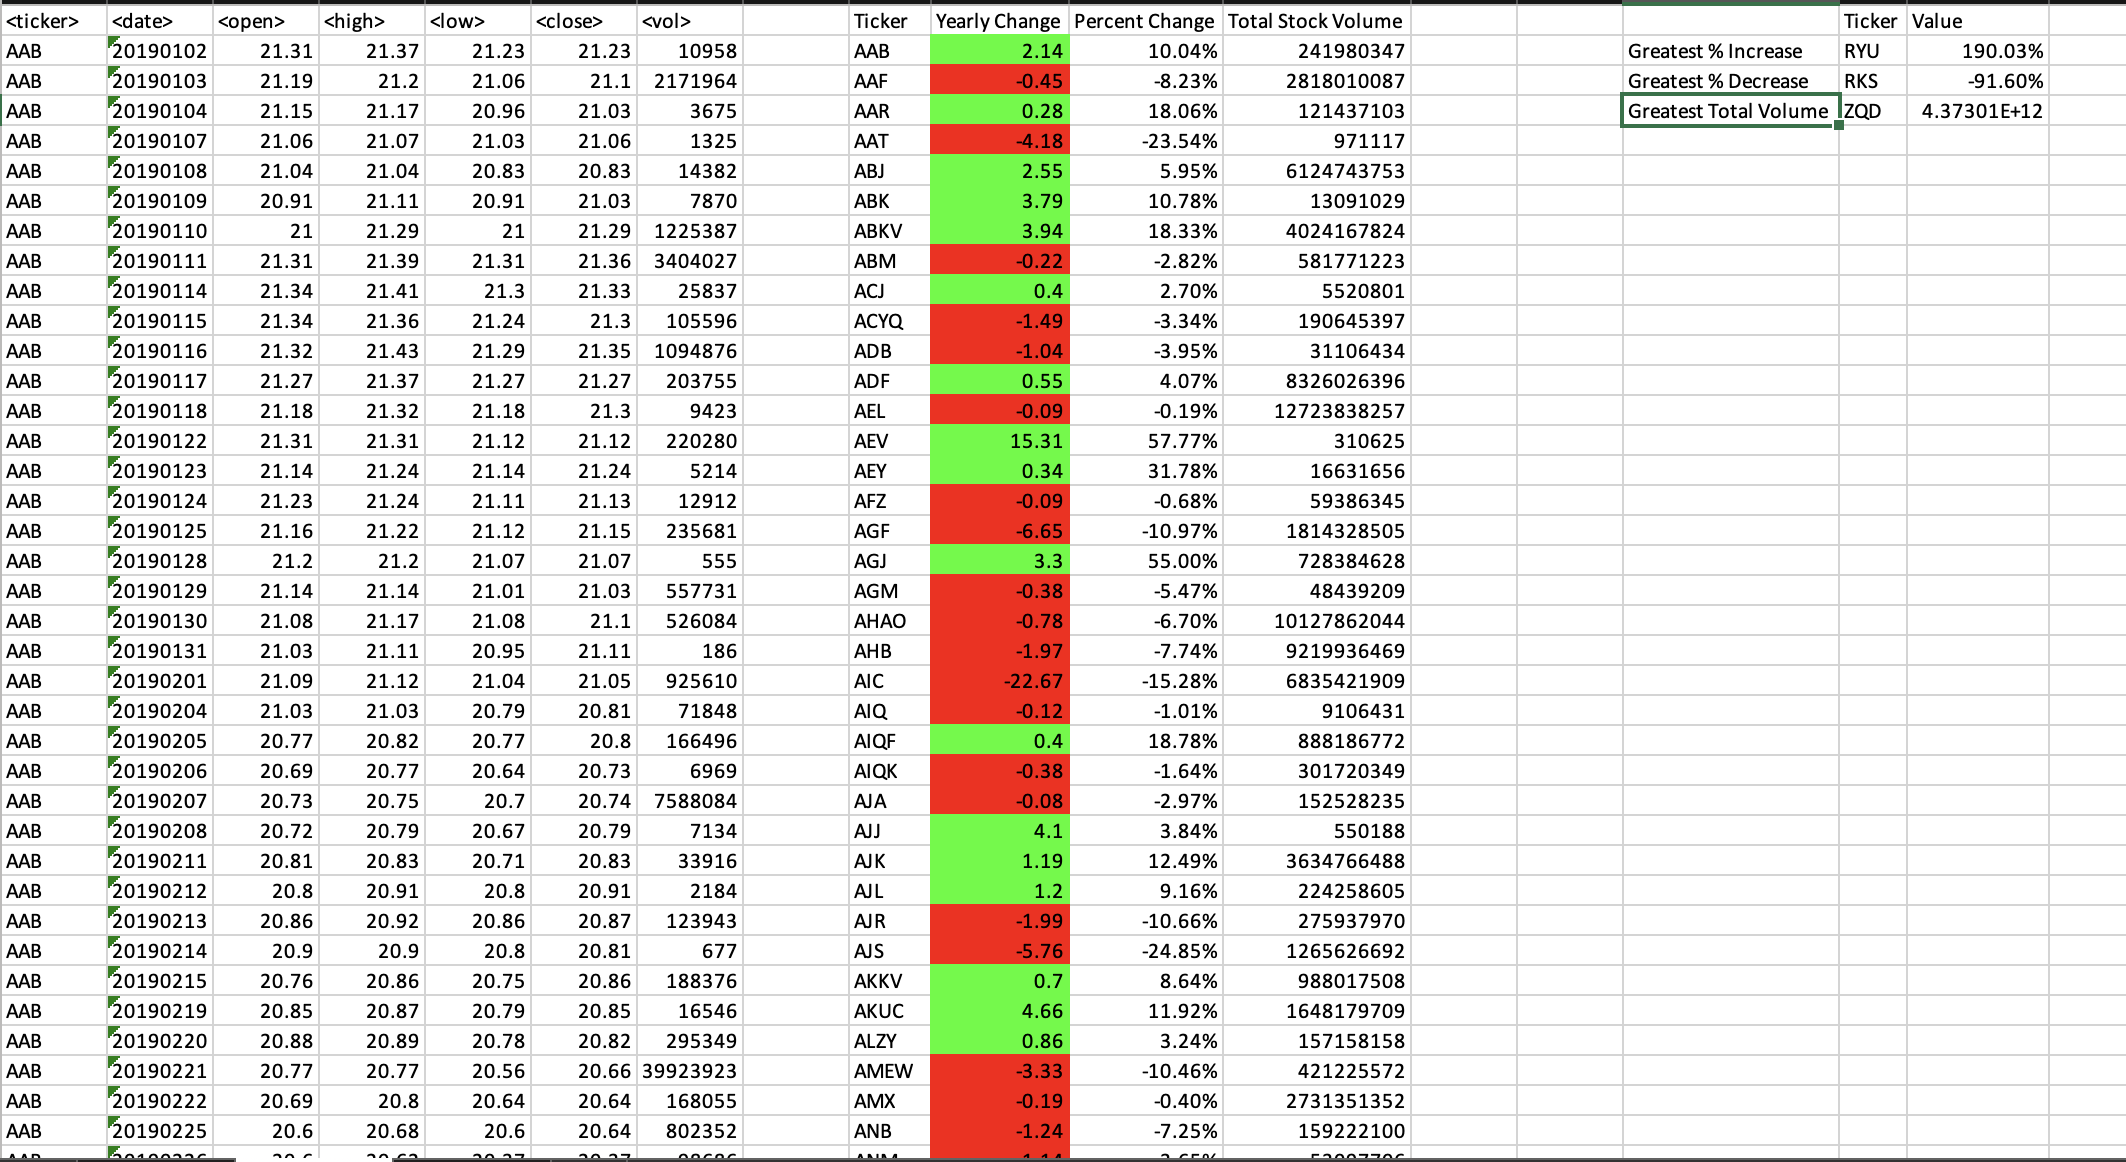 <ticker> <date> <open> <high> <low> <close> <vol> Ticker Yearly Change Percent Change Total Stock Volume Ticker Value
AAB 20190102 21.31 21.37 21.23 21.23 10958 AAB 2.14 10.04% 241980347 Greatest % Increase RYU 190.03%
AAB 20190103 21.19 21.2 21.06 21.1 2171964 AAF -0.45 -8.23% 2818010087 Greatest % Decrease RKS -91.60%
AAB 20190104 21.15 21.17 20.96 21.03 3675 AAR 0.28 18.06% 121437103 Greatest Total Volume ZQD 4.37301E+12
AAB 20190107 21.06 21.07 21.03 21.06 1325 AAT -4.18 -23.54% 971117
AAB 20190108 21.04 21.04 20.83 20.83 14382 ABJ 2.55 5.95% 6124743753
AAB 20190109 20.91 21.11 20.91 21.03 7870 ABK 3.79 10.78% 13091029
AAB 20190110 21 21.29 21 21.29 1225387 ABKV 3.94 18.33% 4024167824
AAB 20190111 21.31 21.39 21.31 21.36 3404027 ABM -0.22 -2.82% 581771223
AAB 20190114 21.34 21.41 21.3 21.33 25837 ACJ 0.4 2.70% 5520801
AAB 20190115 21.34 21.36 21.24 21.3 105596 ACYQ -1.49 -3.34% 190645397
AAB 20190116 21.32 21.43 21.29 21.35 1094876 ADB -1.04 -3.95% 31106434
AAB 20190117 21.27 21.37 21.27 21.27 203755 ADF 0.55 4.07% 8326026396
AAB 20190118 21.18 21.32 21.18 21.3 9423 AEL -0.09 -0.19% 12723838257
AAB 20190122 21.31 21.31 21.12 21.12 220280 AEV 15.31 57.77% 310625
AAB 20190123 21.14 21.24 21.14 21.24 5214 AEY 0.34 31.78% 16631656
AAB 20190124 21.23 21.24 21.11 21.13 12912 AFZ -0.09 -0.68% 59386345
AAB 20190125 21.16 21.22 21.12 21.15 235681 AGF -6.65 -10.97% 1814328505
AAB 20190128 21.2 21.2 21.07 21.07 555 AGJ 3.3 55.00% 728384628
AAB 20190129 21.14 21.14 21.01 21.03 557731 AGM -0.38 -5.47% 48439209
AAB 20190130 21.08 21.17 21.08 21.1 526084 AHAO -0.78 -6.70% 10127862044
AAB 20190131 21.03 21.11 20.95 21.11 186 AHB -1.97 -7.74% 9219936469
AAB 20190201 21.09 21.12 21.04 21.05 925610 AIC -22.67 -15.28% 6835421909
AAB 20190204 21.03 21.03 20.79 20.81 71848 AIQ -0.12 -1.01% 9106431
AAB 20190205 20.77 20.82 20.77 20.8 166496 AIQF 0.4 18.78% 888186772
AAB 20190206 20.69 20.77 20.64 20.73 6969 AIQK -0.38 -1.64% 301720349
AAB 20190207 20.73 20.75 20.7 20.74 7588084 AJA -0.08 -2.97% 152528235
AAB 20190208 20.72 20.79 20.67 20.79 7134 AJJ 4.1 3.84% 550188
AAB 20190211 20.81 20.83 20.71 20.83 33916 AJK 1.19 12.49% 3634766488
AAB 20190212 20.8 20.91 20.8 20.91 2184 AJL 1.2 9.16% 224258605
AAB 20190213 20.86 20.92 20.86 20.87 123943 AJR -1.99 -10.66% 275937970
AAB 20190214 20.9 20.9 20.8 20.81 677 AJS -5.76 -24.85% 1265626692
AAB 20190215 20.76 20.86 20.75 20.86 188376 AKKV 0.7 8.64% 988017508
AAB 20190219 20.85 20.87 20.79 20.85 16546 AKUC 4.66 11.92% 1648179709
AAB 20190220 20.88 20.89 20.78 20.82 295349 ALZY 0.86 3.24% 157158158
AAB 20190221 20.77 20.77 20.56 20.66 39923923 AMEW -3.33 -10.46% 421225572
AAB 20190222 20.69 20.8 20.64 20.64 168055 AMX -0.19 -0.40% 2731351352
AAB 20190225 20.6 20.68 20.6 20.64 802352 ANB -1.24 -7.25% 159222100